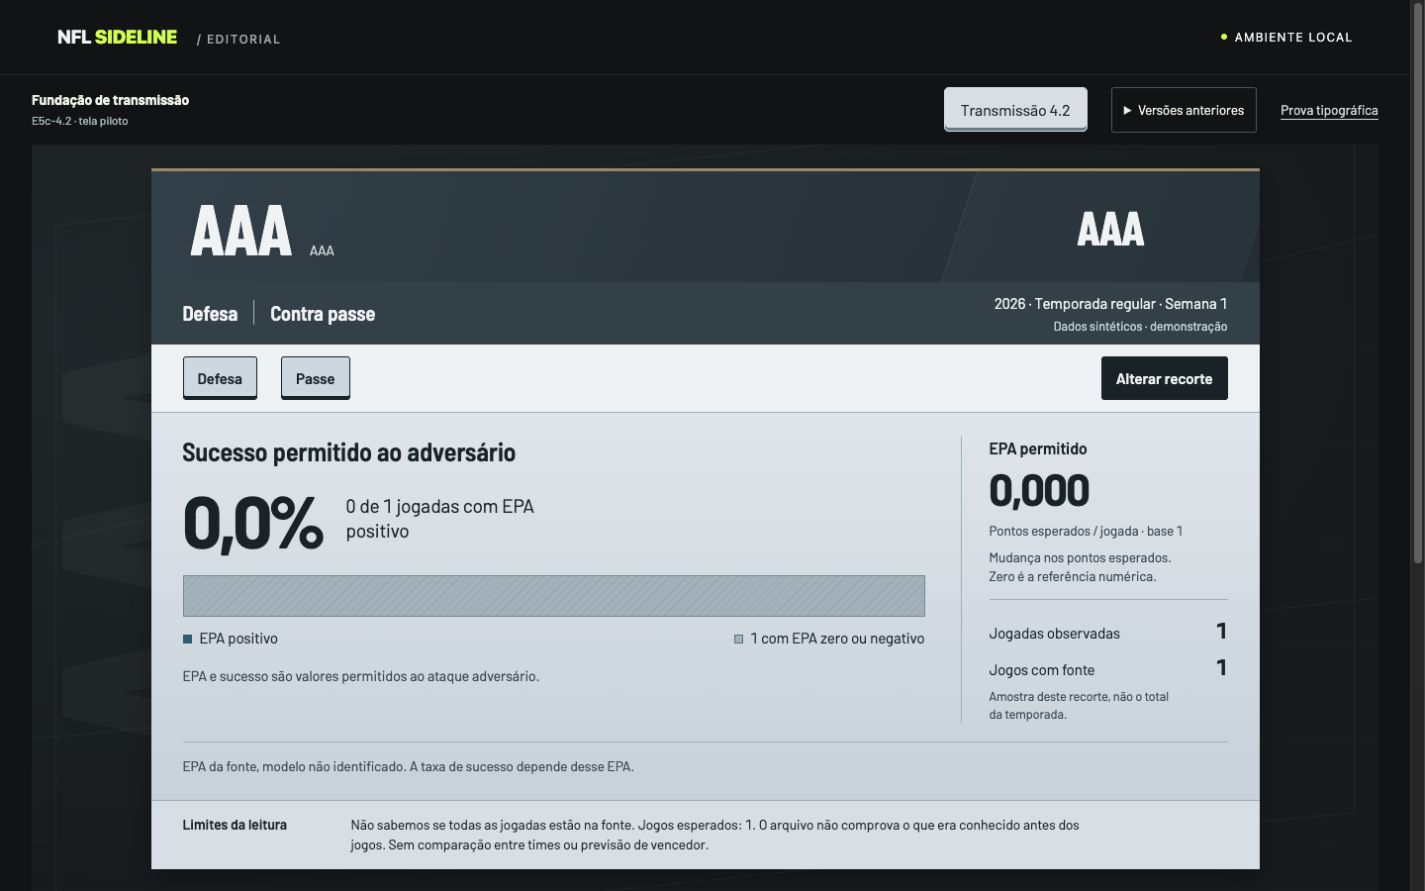 NFL SIDELINE / EDITORIAL
AMBIENTE LOCAL
Fundação de transmissão
E5c-4.2 · tela piloto
Transmissão 4.2
Versões anteriores
Prova tipográfica
AAA
AAA
AAA
Defesa
Contra passe
2026 · Temporada regular · Semana 1
Dados sintéticos · demonstração
Defesa
Passe
Alterar recorte
Sucesso permitido ao adversário
0,0%
0 de 1 jogadas com EPA
positivo
EPA positivo
1 com EPA zero ou negativo
EPA e sucesso são valores permitidos ao ataque adversário.
EPA permitido
0,000
Pontos esperados / jogada · base 1
Mudança nos pontos esperados.
Zero é a referência numérica.
Jogadas observadas 1
Jogos com fonte 1
Amostra deste recorte, não o total
da temporada.
EPA da fonte, modelo não identificado. A taxa de sucesso depende desse EPA.
Limites da leitura
Não sabemos se todas as jogadas estão na fonte. Jogos esperados: 1. O arquivo não comprova o que era conhecido antes dos
jogos. Sem comparação entre times ou previsão de vencedor.